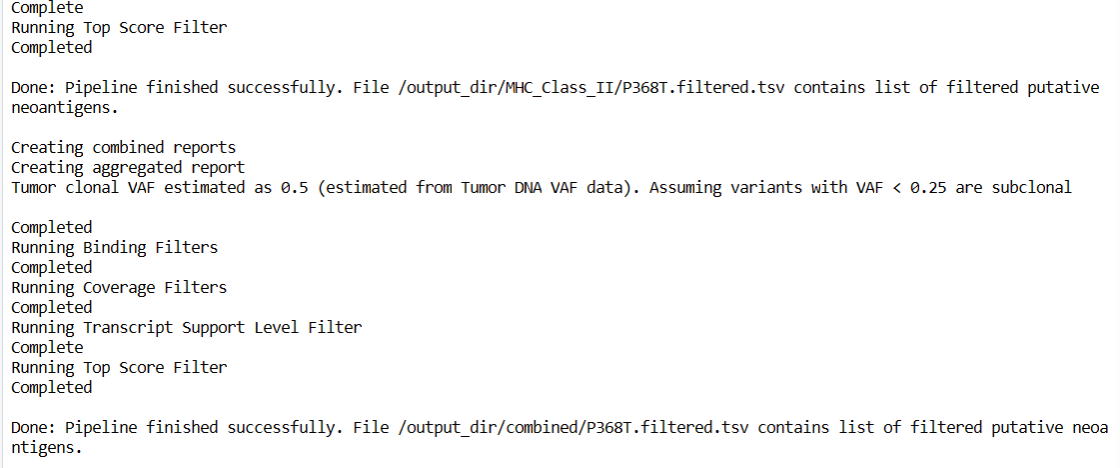 Complete
Running Top Score Filter
Completed
Done: Pipeline finished successfully. File /output_dir/MHC_Class_II/P368T.filtered.tsv contains list of filtered putative
neoantigens.
Creating combined reports
Creating aggregated report
Tumor clonal VAF estimated as 0.5 (estimated from Tumor DNA VAF data). Assuming variants with VAF < 0.25 are subclonal
Completed
Running Binding Filters
Completed
Running Coverage Filters
Completed
Running Transcript Support Level Filter
Complete
Running Top Score Filter
Completed
Done: Pipeline finished successfully. File /output_dir/combined/P368T.filtered.tsv contains list of filtered putative neoa
ntigens.